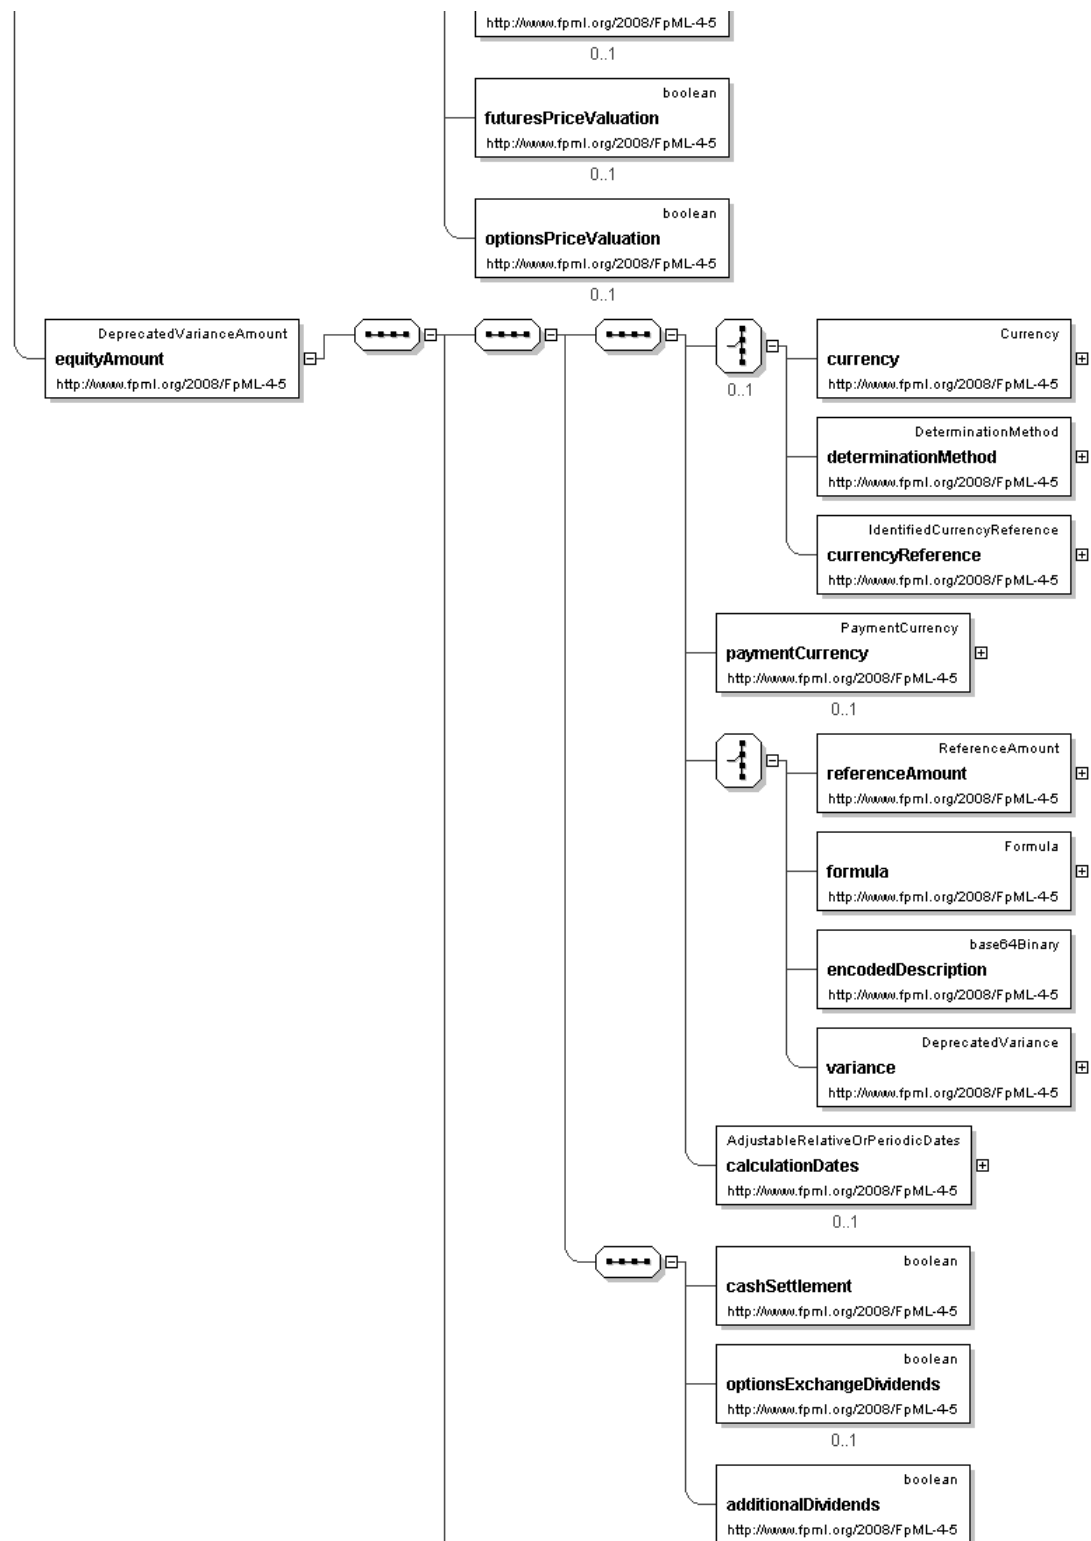 http://www.fpml.org/2008/FpML-4-5
0..1
boolean
futuresPriceValuation
http://www.fpml.org/2008/FpML-4-5
0..1
boolean
optionsPriceValuation
http://www.fpml.org/2008/FpML-4-5
0..1
DeprecatedVarianceAmount
equityAmount
http://www.fpml.org/2008/FpML-4-5
0..1
Currency
currency
http://www.fpml.org/2008/FpML-4-5
DeterminationMethod
determinationMethod
http://www.fpml.org/2008/FpML-4-5
IdentifiedCurrencyReference
currencyReference
http://www.fpml.org/2008/FpML-4-5
PaymentCurrency
paymentCurrency
http://www.fpml.org/2008/FpML-4-5
0..1
ReferenceAmount
referenceAmount
http://www.fpml.org/2008/FpML-4-5
Formula
formula
http://www.fpml.org/2008/FpML-4-5
base64Binary
encodedDescription
http://www.fpml.org/2008/FpML-4-5
DeprecatedVariance
variance
http://www.fpml.org/2008/FpML-4-5
AdjustableRelativeOrPeriodicDates
calculationDates
http://www.fpml.org/2008/FpML-4-5
0..1
boolean
cashSettlement
http://www.fpml.org/2008/FpML-4-5
boolean
optionsExchangeDividends
http://www.fpml.org/2008/FpML-4-5
0..1
boolean
additionalDividends
http://www.fpml.org/2008/FpML-4-5